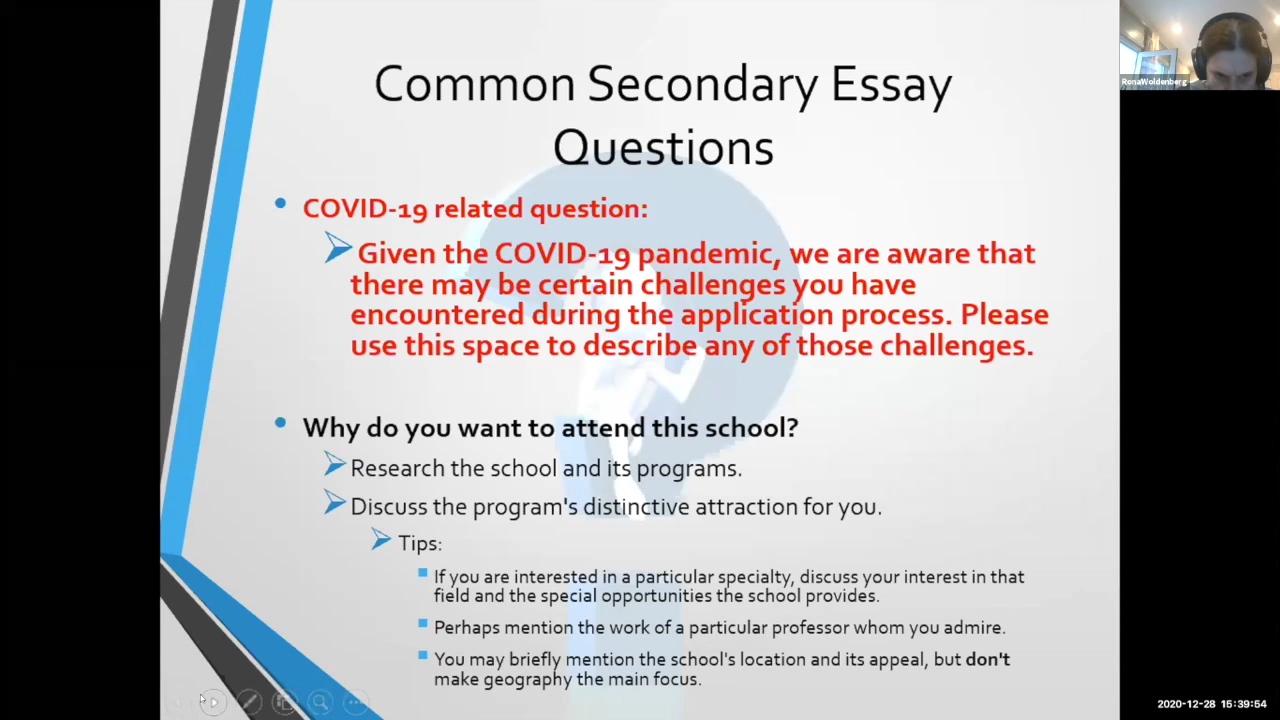 Common Secondary Essay
Questions
COVID-19 related question:
Given the COVID-19 pandemic, we are aware that
there may be certain challenges you have
encountered during the application process. Please
use this space to describe any of those challenges.
Why do you want to attend this school?
Research the school and its programs.
Discuss the program's distinctive attraction for you.
Tips:
If you are interested in a particular specialty, discuss your interest in that
field and the special opportunities the school provides.
Perhaps mention the work of a particular professor whom you admire.
You may briefly mention the school's location and its appeal, but don't
make geography the main focus.
RonaWoldenberg
2020-12-28 15:39:54